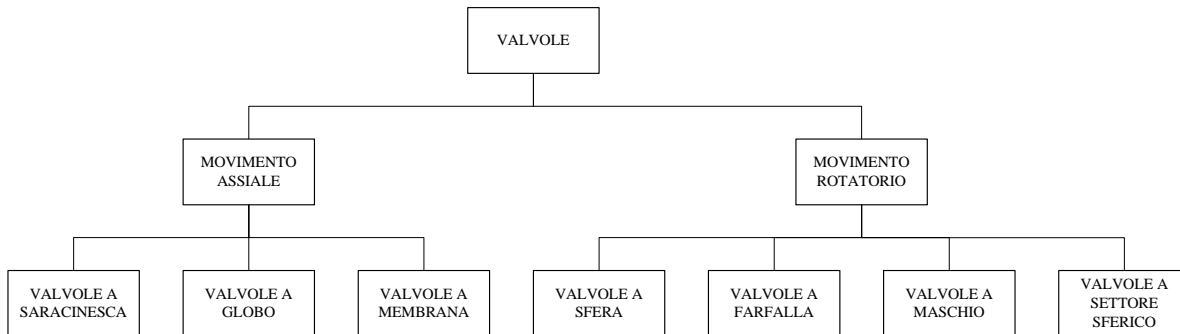 VALVOLE
MOVIMENTO
ASSIALE
MOVIMENTO
ROTATORIO
VALVOLE A
SARACINESCA
VALVOLE A
GLOBO
VALVOLE A
MEMBRANA
VALVOLE A
SFERA
VALVOLE A
FARFALLA
VALVOLE A
MASCHIO
VALVOLE A
SETTORE
SFERICO